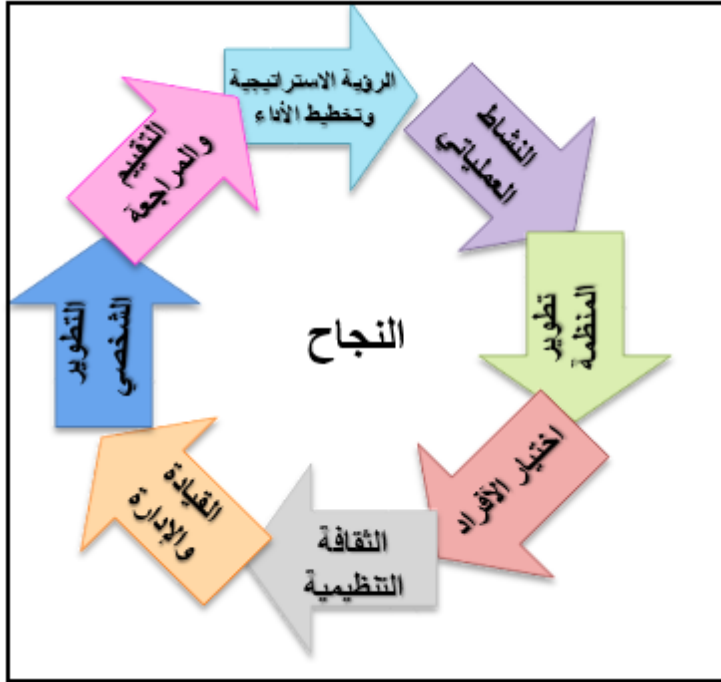 الرؤية الاستراتيجية
وتخطيط الأداء
النشاط
العملياتي
تطوير
المنظمة
اختيار الأفراد
الثقافة
التنظيمية
القيادة
والإدارة
التطوير
الشخصي
التقييم
والمراجعة
النجاح